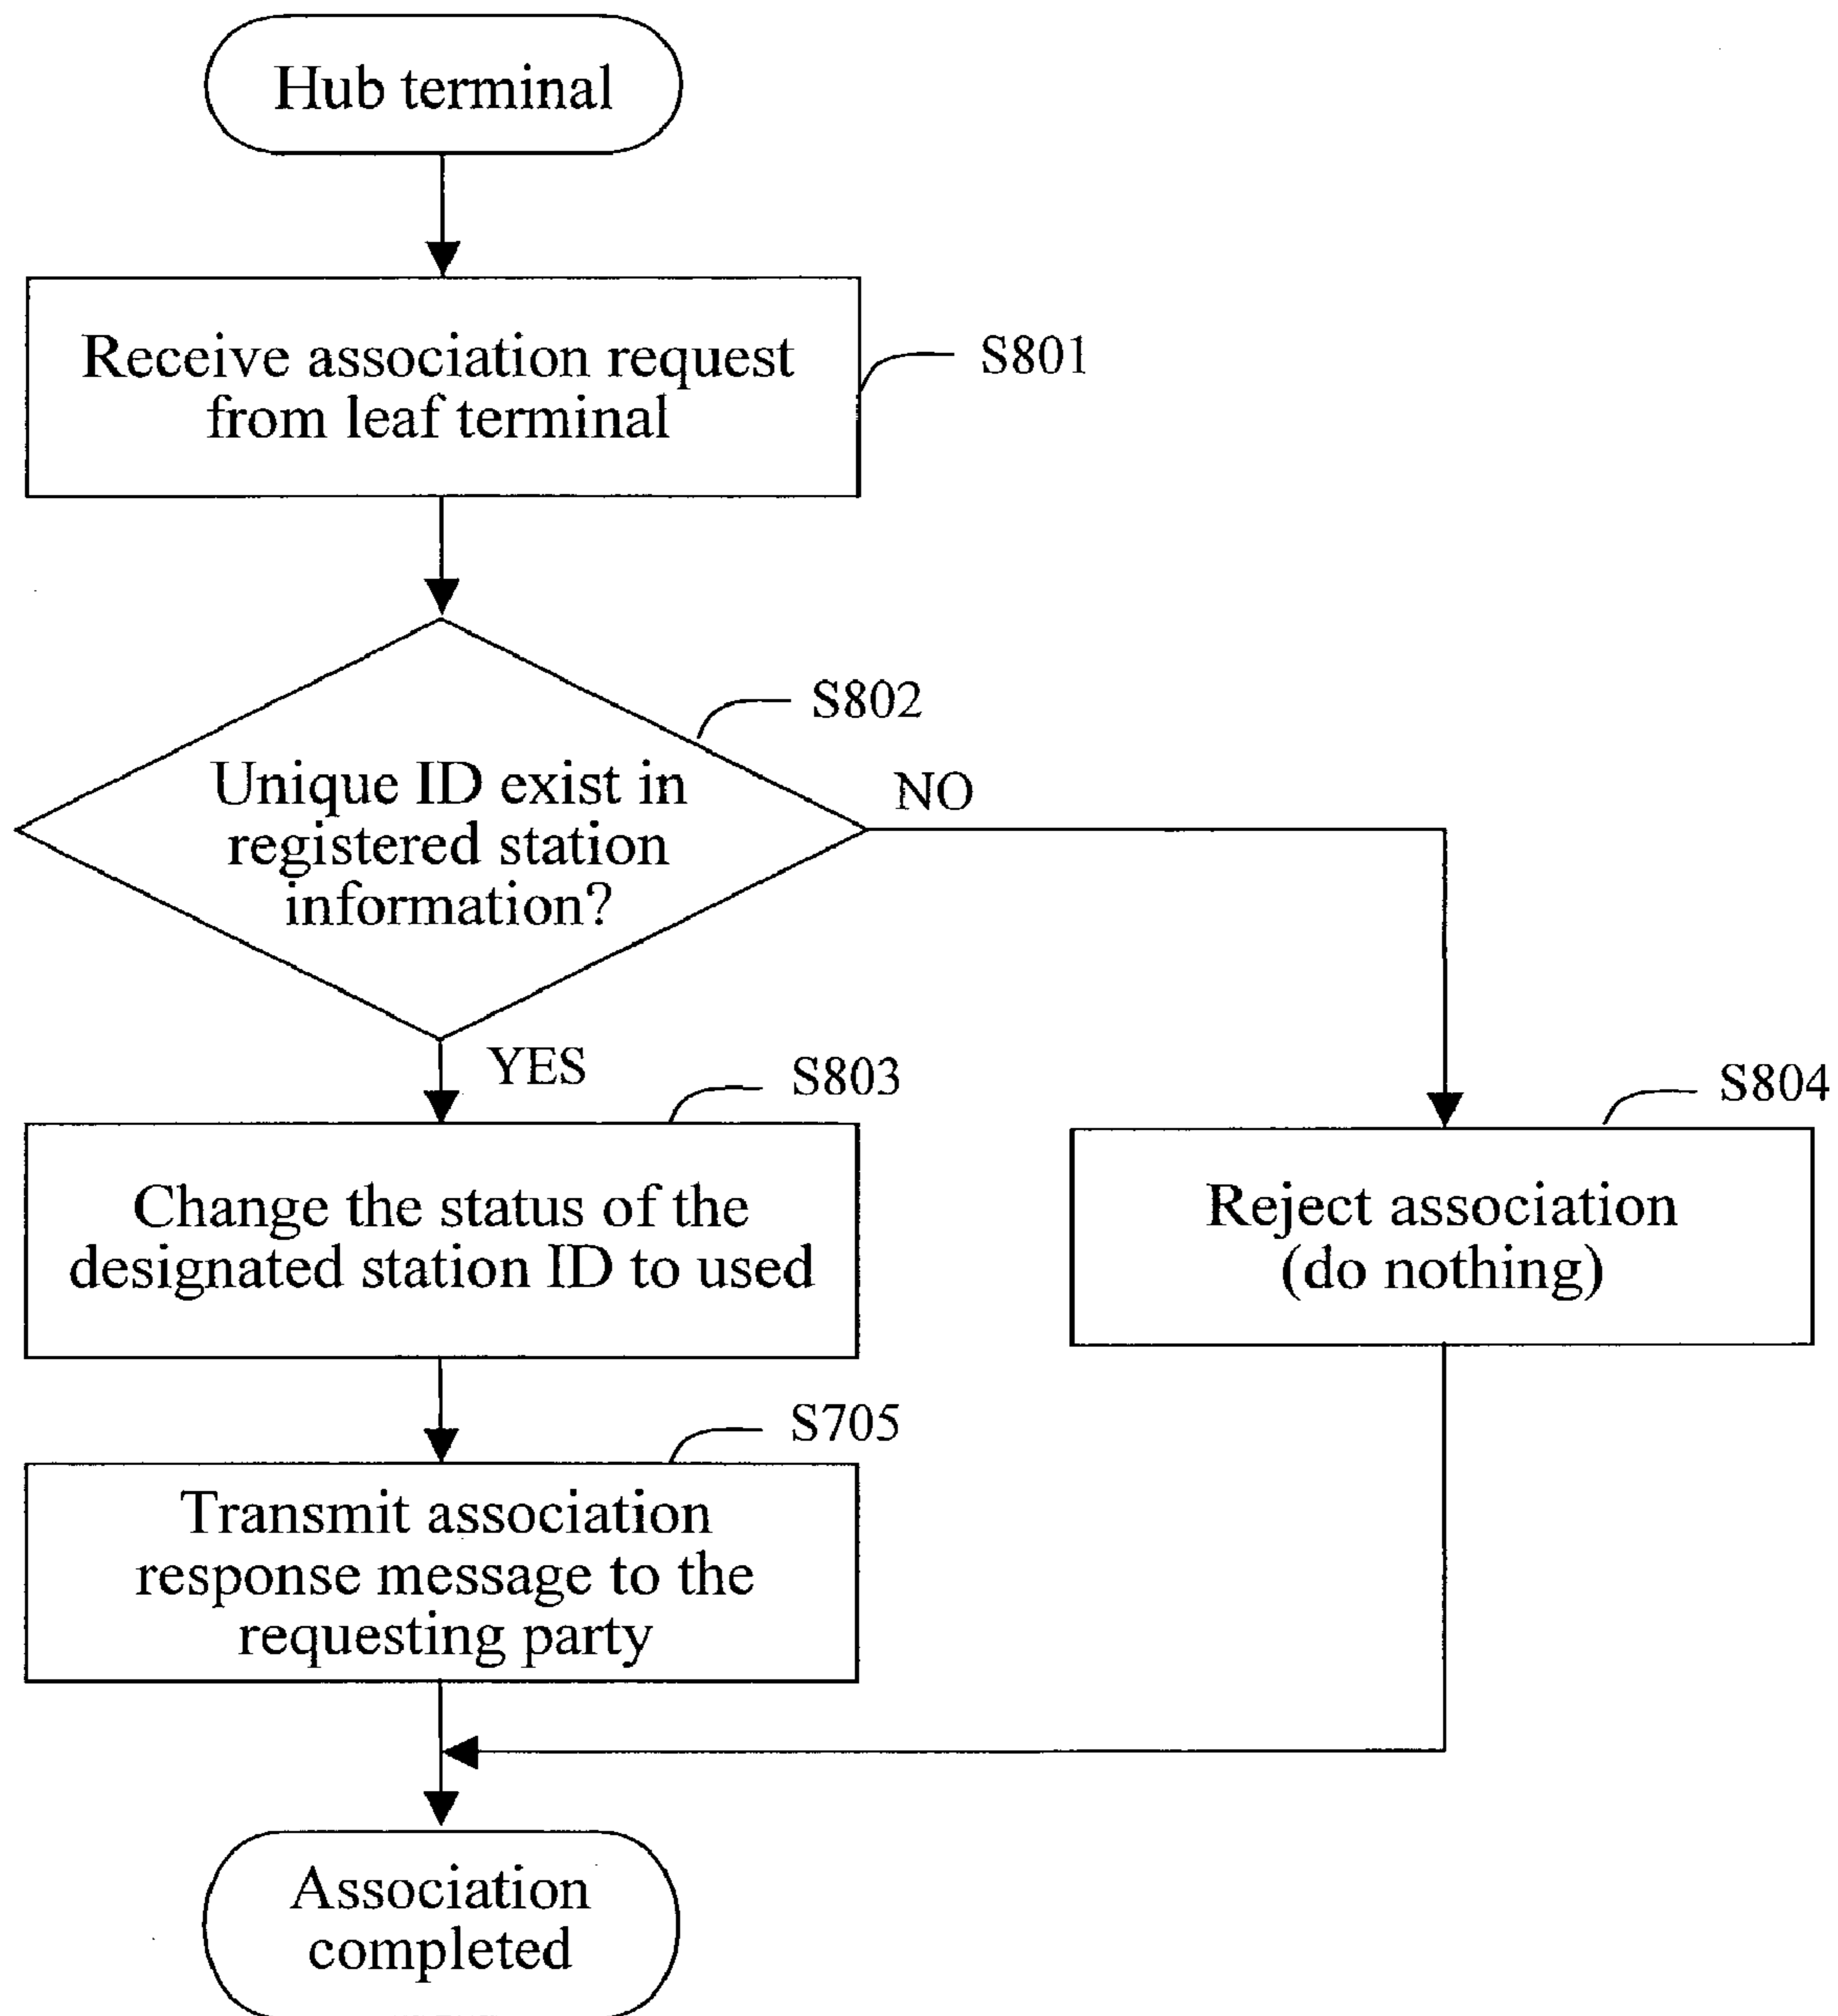 Hub terminal
Receive association request
from leaf terminal
S801
S802
Unique ID exist in
registered station
information?
NO
YES
S803
Change the status of the
designated station ID to used
S804
Reject association
(do nothing)
S705
Transmit association
response message to the
requesting party
Association
completed